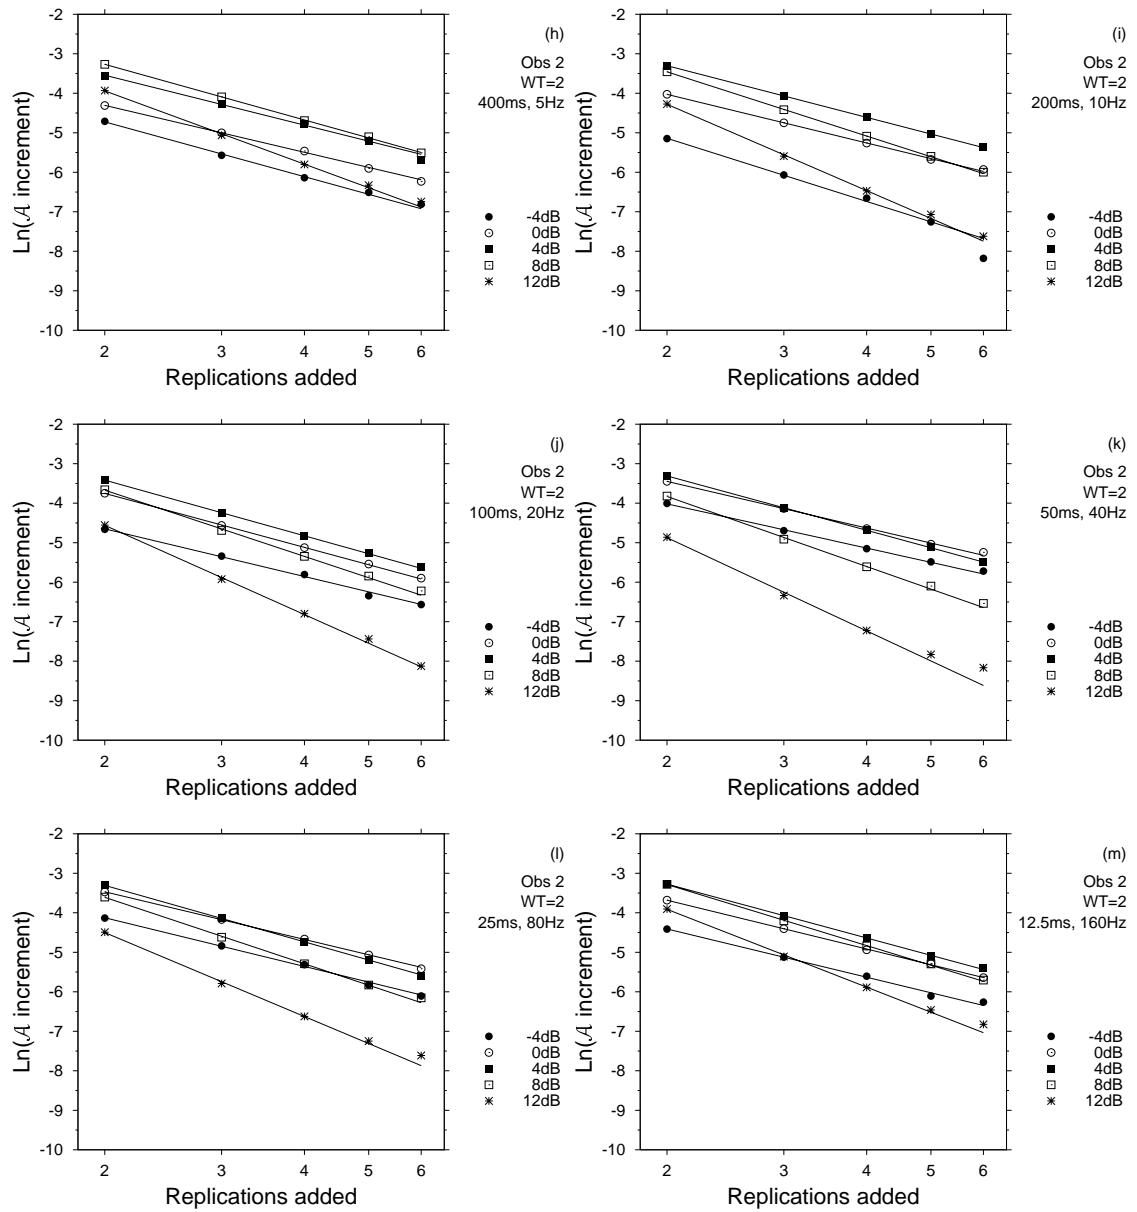 -2
-3
-4
-5
-6
-7
-8
-9
-10
Ln(𝒜 increment)
2 3 4 5 6
Replications added
(h)
Obs 2
WT=2
400ms, 5Hz
-4dB
0dB
4dB
8dB
12dB
-2
-3
-4
-5
-6
-7
-8
-9
-10
Ln(𝒜 increment)
2 3 4 5 6
Replications added
(i)
Obs 2
WT=2
200ms, 10Hz
-4dB
0dB
4dB
8dB
12dB
-2
-3
-4
-5
-6
-7
-8
-9
-10
Ln(𝒜 increment)
2 3 4 5 6
Replications added
(j)
Obs 2
WT=2
100ms, 20Hz
-4dB
0dB
4dB
8dB
12dB
-2
-3
-4
-5
-6
-7
-8
-9
-10
Ln(𝒜 increment)
2 3 4 5 6
Replications added
(k)
Obs 2
WT=2
50ms, 40Hz
-4dB
0dB
4dB
8dB
12dB
-2
-3
-4
-5
-6
-7
-8
-9
-10
Ln(𝒜 increment)
2 3 4 5 6
Replications added
(l)
Obs 2
WT=2
25ms, 80Hz
-4dB
0dB
4dB
8dB
12dB
-2
-3
-4
-5
-6
-7
-8
-9
-10
Ln(𝒜 increment)
2 3 4 5 6
Replications added
(m)
Obs 2
WT=2
12.5ms, 160Hz
-4dB
0dB
4dB
8dB
12dB